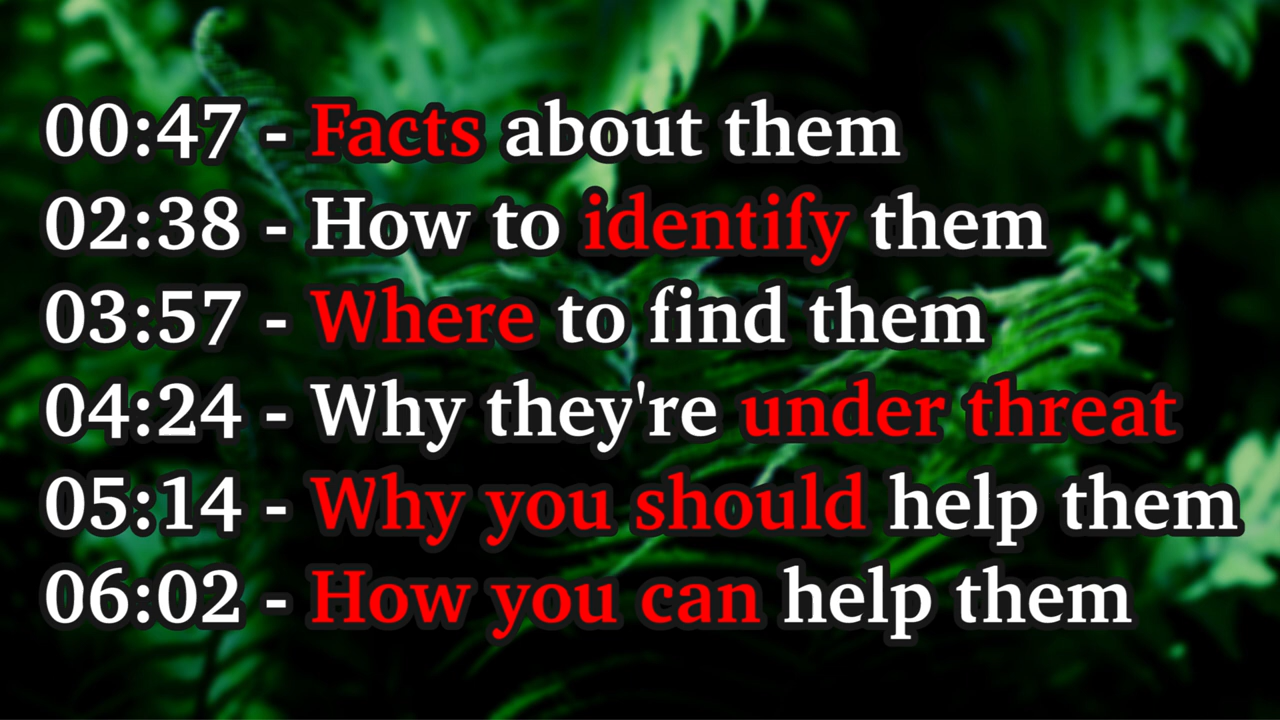 00:47 - Facts about them
02:38 - How to identify them
03:57 - Where to find them
04:24 - Why they're under threat
05:14 - Why you should help them
06:02 - How you can help them